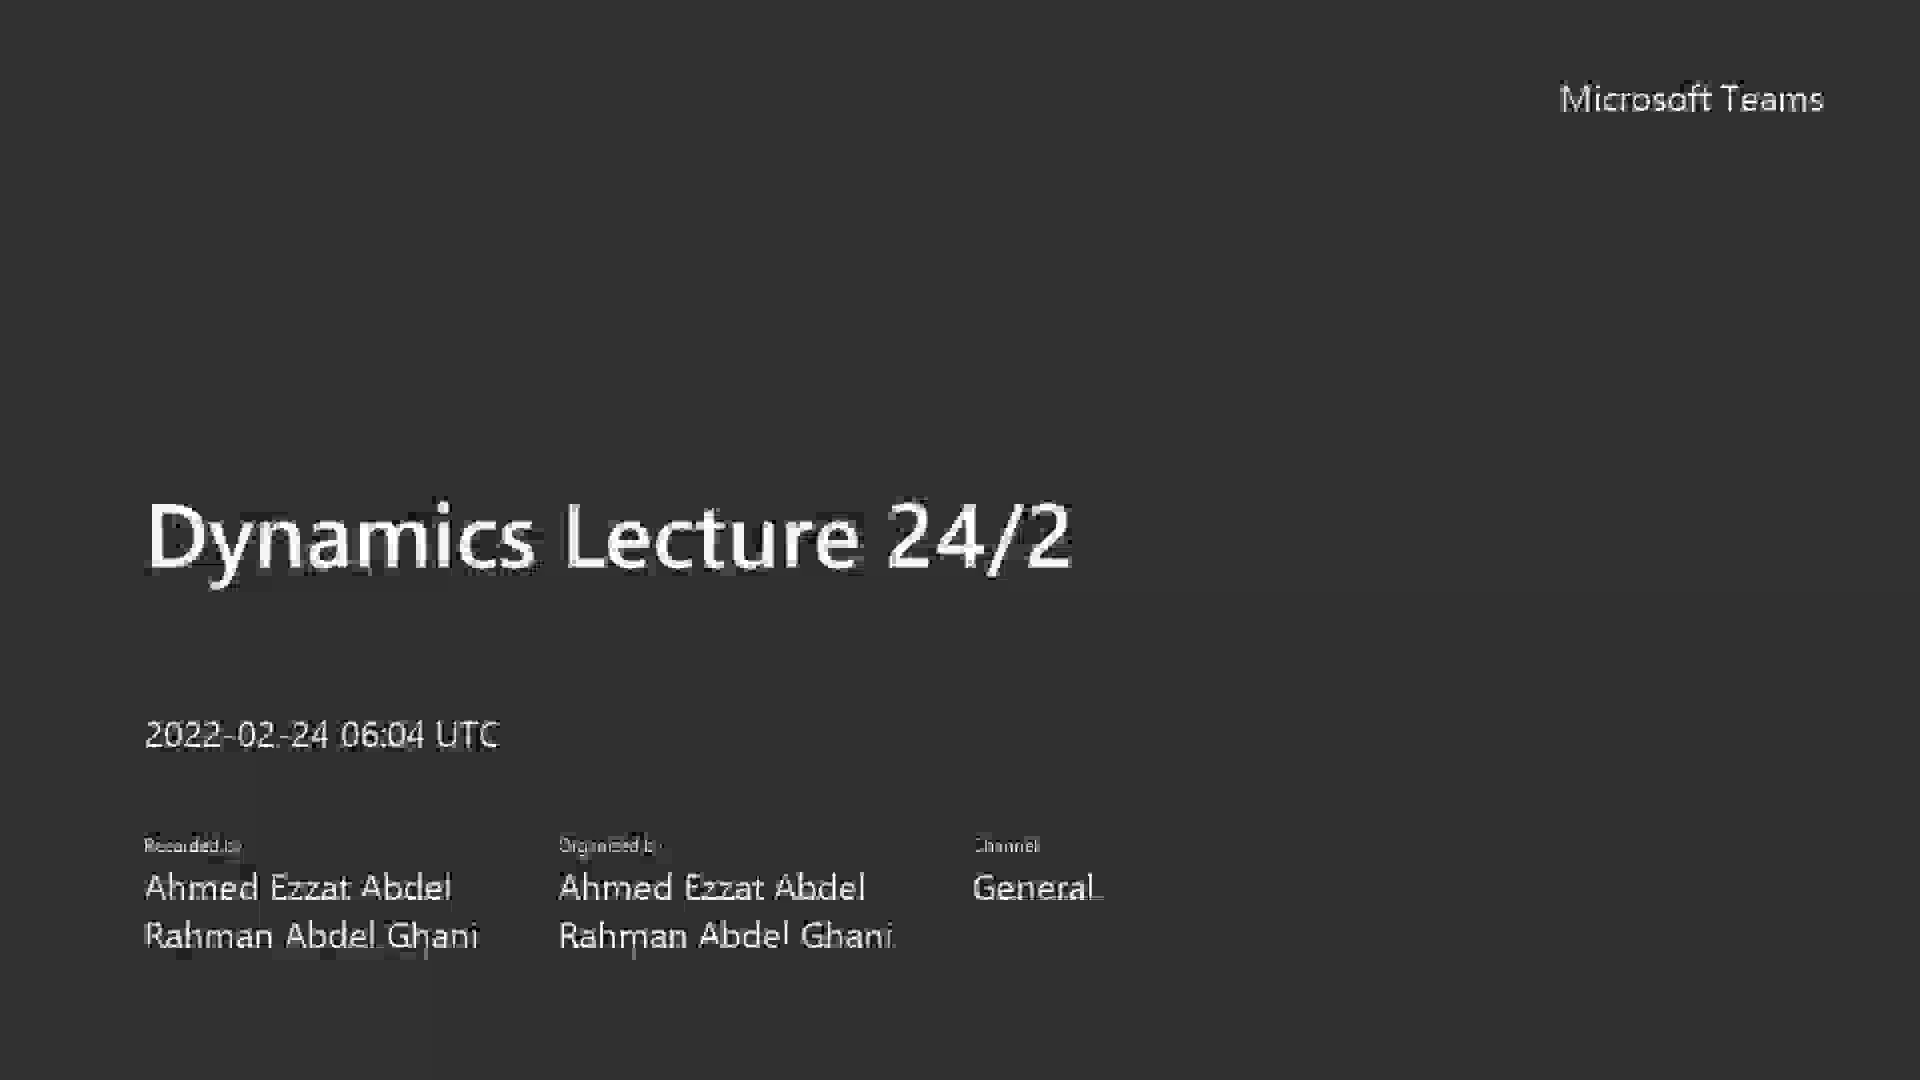 Microsoft Teams
Dynamics Lecture 24/2
2022-02-24 06:04 UTC
Recorded by
Organized by
Channel
Ahmed Ezzat Abdel
Rahman Abdel Ghani
Ahmed Ezzat Abdel
Rahman Abdel Ghani
General